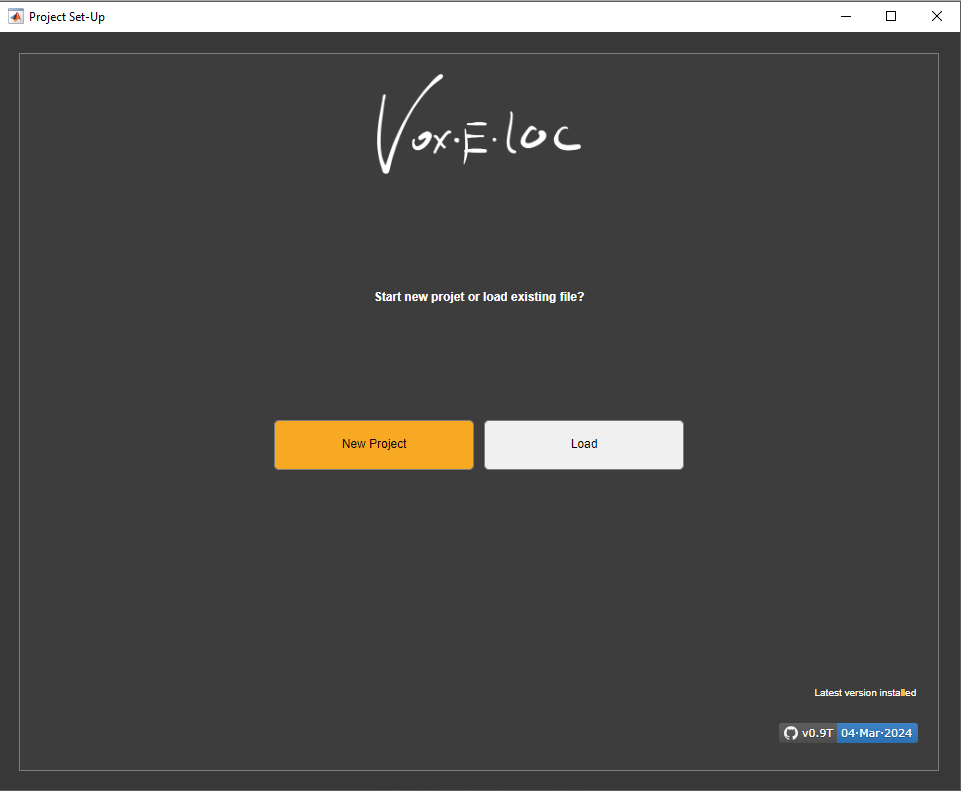 Project Set-Up
Vox·E·loc
Start new projet or load existing file?
New Project
Load
Latest version installed
v0.9T 04·Mar·2024